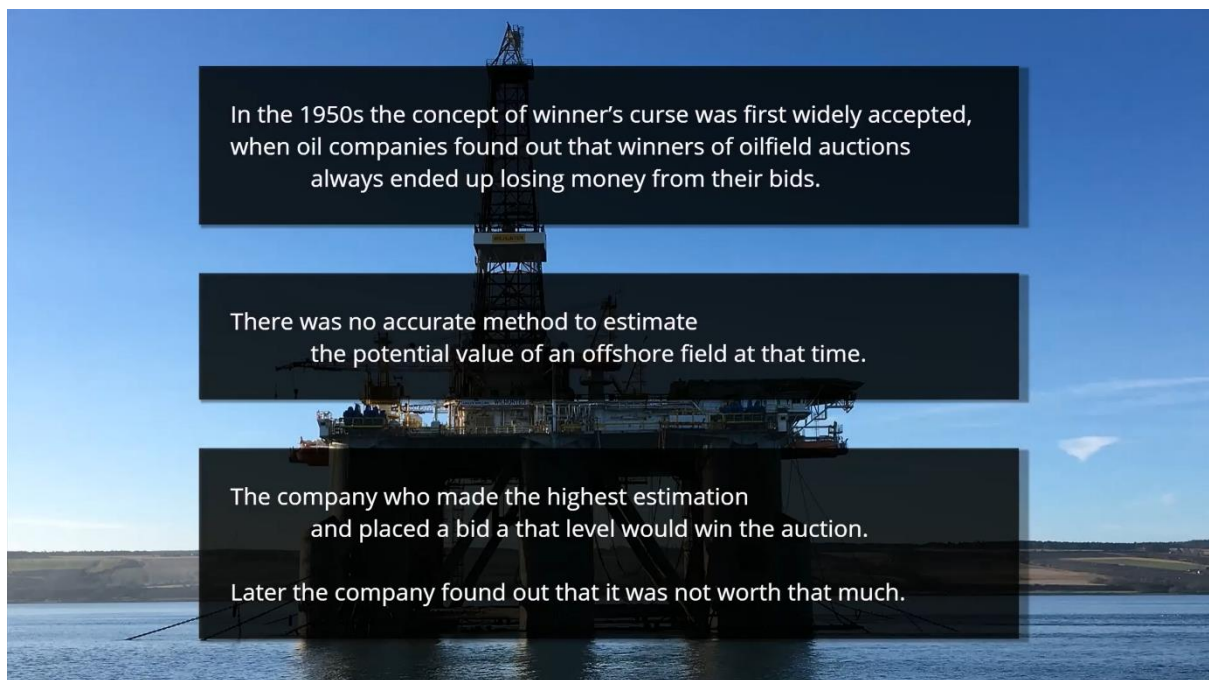 In the 1950s the concept of winner’s curse was first widely accepted,
when oil companies found out that winners of oilfield auctions
always ended up losing money from their bids.
There was no accurate method to estimate
the potential value of an offshore field at that time.
The company who made the highest estimation
and placed a bid a that level would win the auction.
Later the company found out that it was not worth that much.